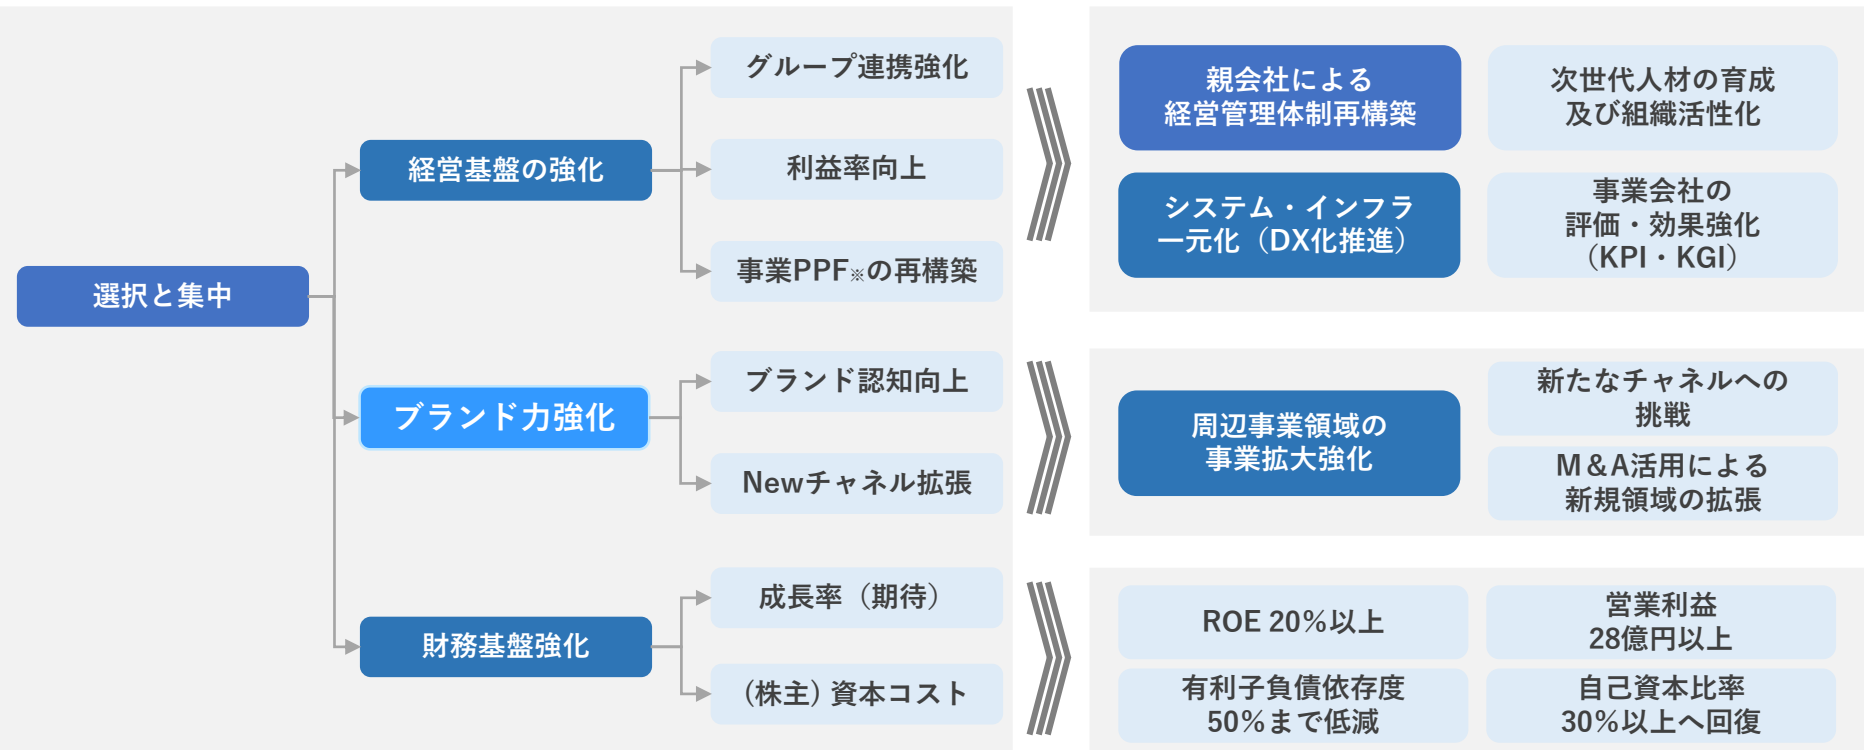 選択と集中
経営基盤の強化
グループ連携強化
利益率向上
事業PPF※の再構築
ブランド力強化
ブランド認知向上
Newチャネル拡張
財務基盤強化
成長率（期待）
(株主) 資本コスト
親会社による
経営管理体制再構築
次世代人材の育成
及び組織活性化
システム・インフラ
一元化（DX化推進）
事業会社の
評価・効果強化
（KPI・KGI）
周辺事業領域の
事業拡大強化
新たなチャネルへの
挑戦
M＆A活用による
新規領域の拡張
ROE 20%以上
営業利益
28億円以上
有利子負債依存度
50%まで低減
自己資本比率
30%以上へ回復